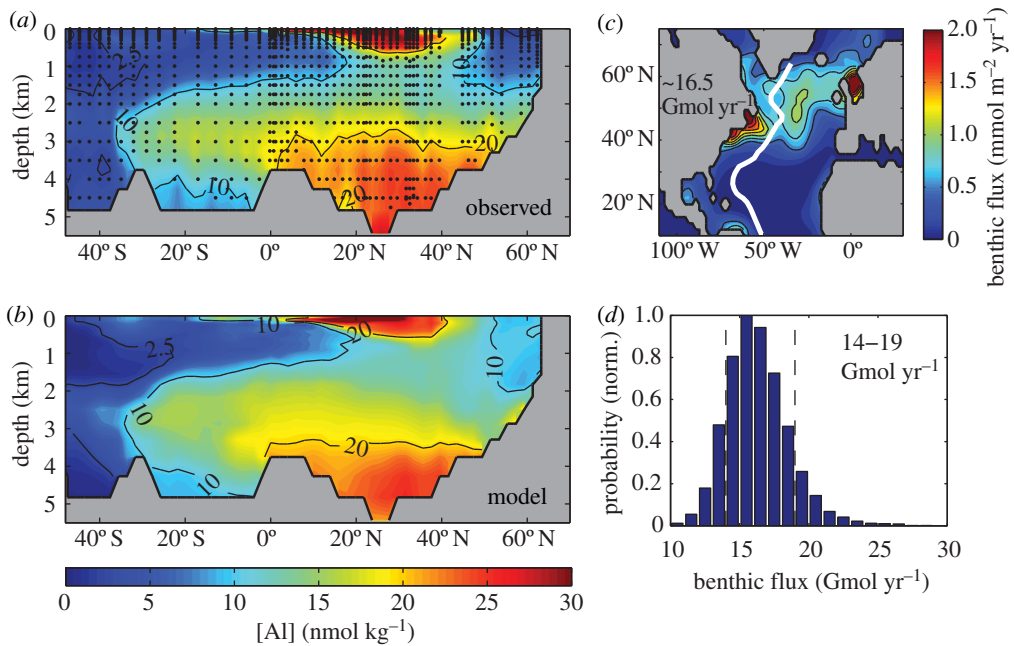 (a)
0
1
2
3
4
5
depth (km)
2.5
10
10
20
10
20
observed
40° S
20° S
0°
20° N
40° N
60° N
(b)
0
1
2
3
4
5
depth (km)
2.5
10
20
10
10
20
10
model
40° S
20° S
0°
20° N
40° N
60° N
0
5
10
15
20
25
30
[Al] (nmol kg⁻¹)
(c)
60° N
40° N
20° N
~16.5
Gmol yr⁻¹
100° W
50° W
0°
2.0
1.5
1.0
0.5
0
benthic flux (mmol m⁻² yr⁻¹)
(d)
1.0
0.8
0.6
0.4
0.2
0
probability (norm.)
14–19
Gmol yr⁻¹
10
15
20
25
30
benthic flux (Gmol yr⁻¹)